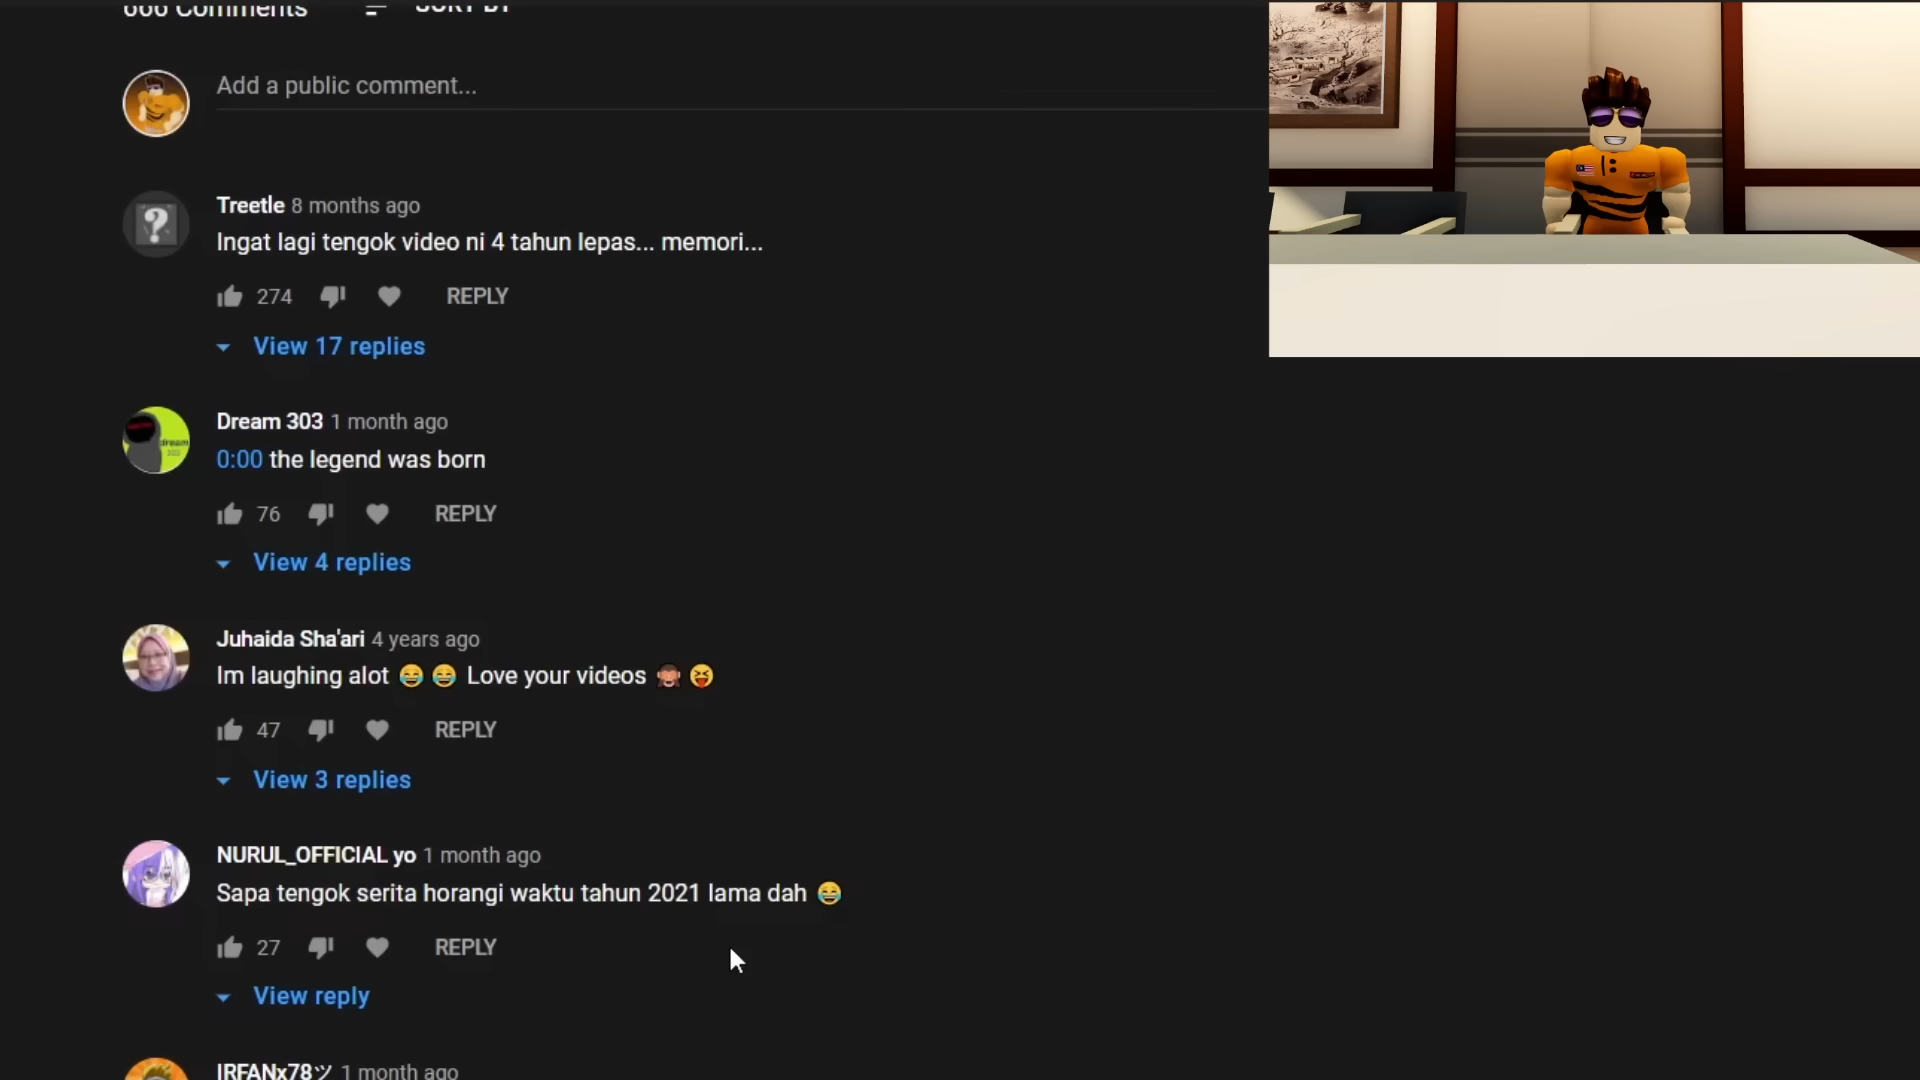 666 Comments SORT BY
Add a public comment...
Treetle 8 months ago
Ingat lagi tengok video ni 4 tahun lepas... memori...
274 REPLY
View 17 replies
Dream 303 1 month ago
0:00 the legend was born
76 REPLY
View 4 replies
Juhaida Sha'ari 4 years ago
Im laughing alot 😂 😂 Love your videos 🙈 😝
47 REPLY
View 3 replies
NURUL_OFFICIAL yo 1 month ago
Sapa tengok serita horangi waktu tahun 2021 lama dah 😂
27 REPLY
View reply
IRFANx78ツ 1 month ago